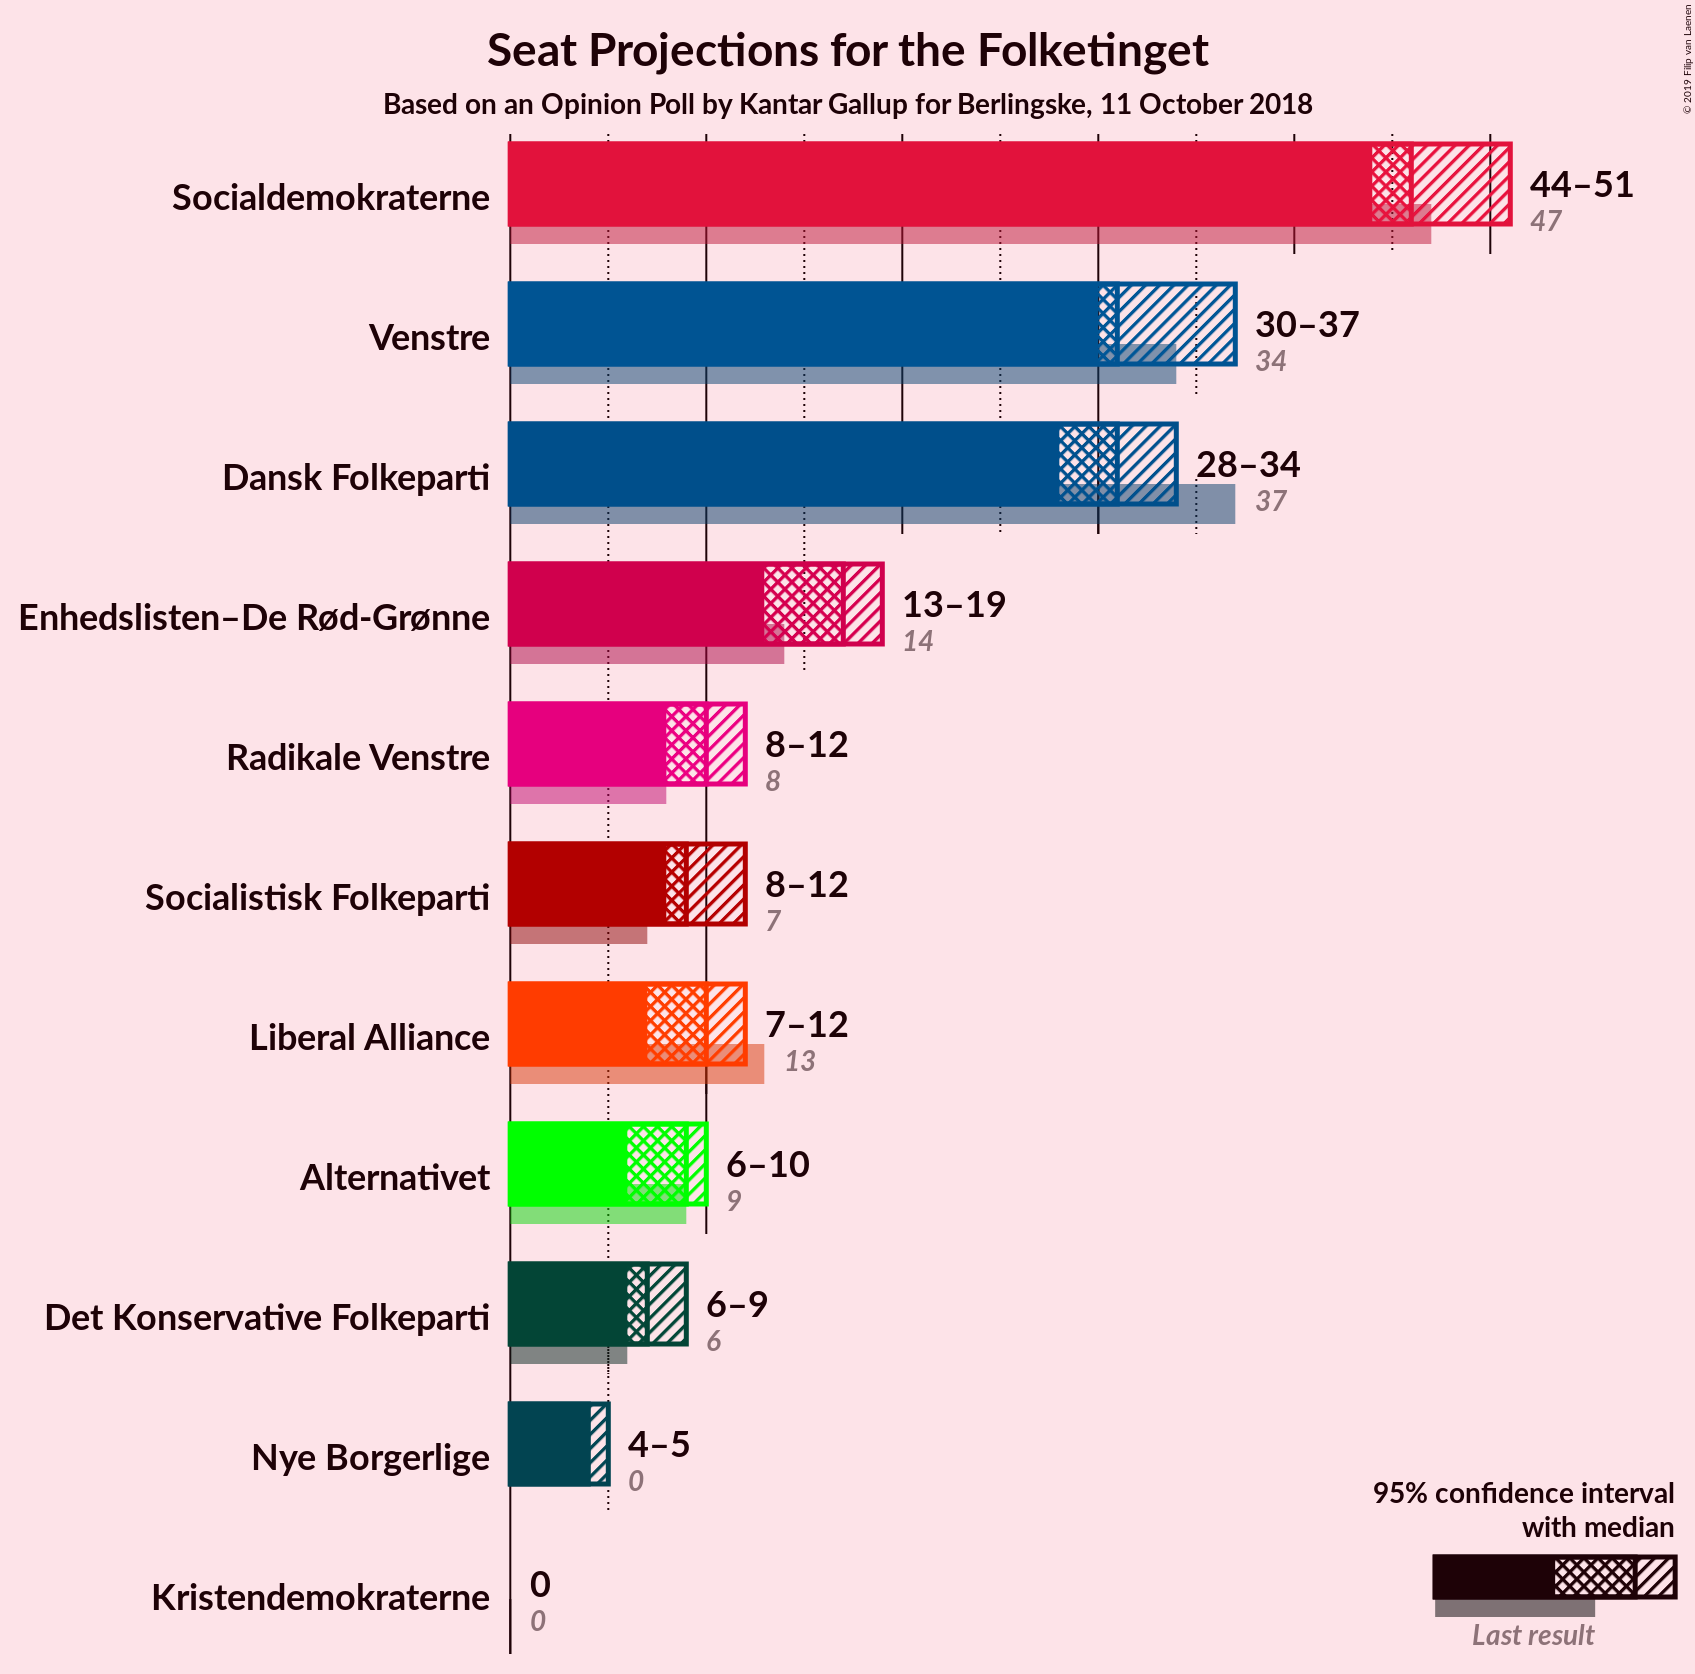 Seat Projections for the Folketinget
Based on an Opinion Poll by Kantar Gallup for Berlingske, 11 October 2018
© 2019 Filip van Laenen
Socialdemokraterne
44–51
47
Venstre
30–37
34
Dansk Folkeparti
28–34
37
Enhedslisten–De Rød-Grønne
13–19
14
Radikale Venstre
8–12
8
Socialistisk Folkeparti
8–12
7
Liberal Alliance
7–12
13
Alternativet
6–10
9
Det Konservative Folkeparti
6–9
6
Nye Borgerlige
4–5
0
Kristendemokraterne
0
0
95% confidence interval
with median
Last result